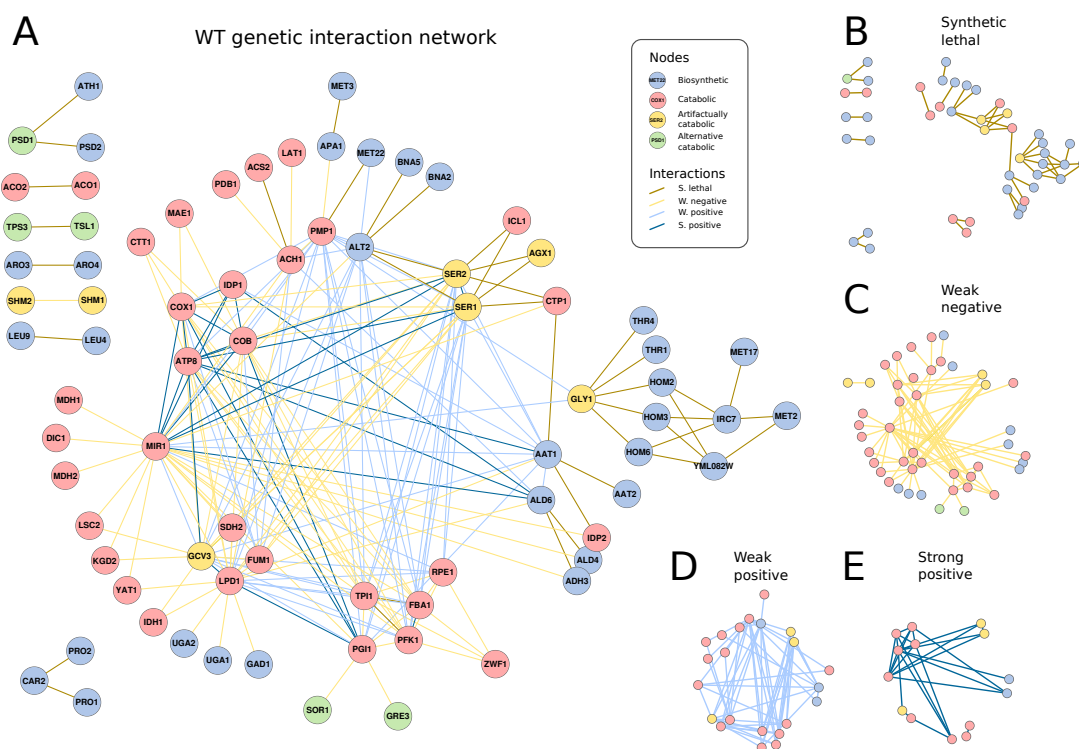 A
WT genetic interaction network
B
Synthetic
lethal
Nodes
MET22 Biosynthetic
COX1 Catabolic
SER2 Artifactually
catabolic
PSD1 Alternative
catabolic
Interactions
S. lethal
W. negative
W. positive
S. positive
ATH1
PSD1
PSD2
ACO2
ACO1
TPS3
TSL1
ARO3
ARO4
SHM2
SHM1
LEU9
LEU4
MET3
APA1
MET22
BNA5
BNA2
LAT1
ACS2
PDB1
MAE1
CTT1
PMP1
ALT2
ACH1
ICL1
AGX1
SER2
SER1
CTP1
IDP1
COX1
COB
ATP8
THR4
THR1
MET17
HOM2
GLY1
HOM3
IRC7
MET2
HOM6
YML082W
MDH1
DIC1
MIR1
MDH2
AAT1
AAT2
ALD6
LSC2
SDH2
IDP2
KGD2
GCV3
FUM1
ALD4
ADH3
YAT1
LPD1
RPE1
TPI1
FBA1
IDH1
UGA2
UGA1
GAD1
PGI1
PFK1
ZWF1
PRO2
CAR2
PRO1
SOR1
GRE3
C
Weak
negative
D
Weak
positive
E
Strong
positive